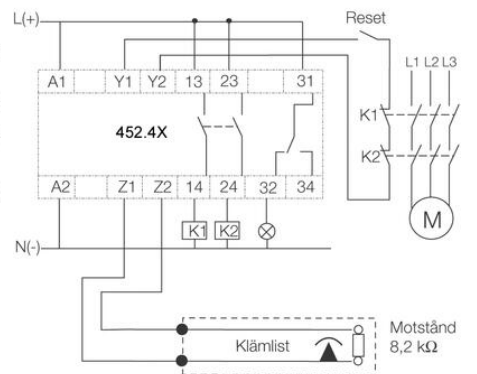 L(+)
Reset
A1 Y1 Y2 13 23 31
L1 L2 L3
K1
452.4X
K2
A2 Z1 Z2 14 24 32 34
K1 K2
M
N(-)
Klämlist
Motstånd
8,2 kΩ